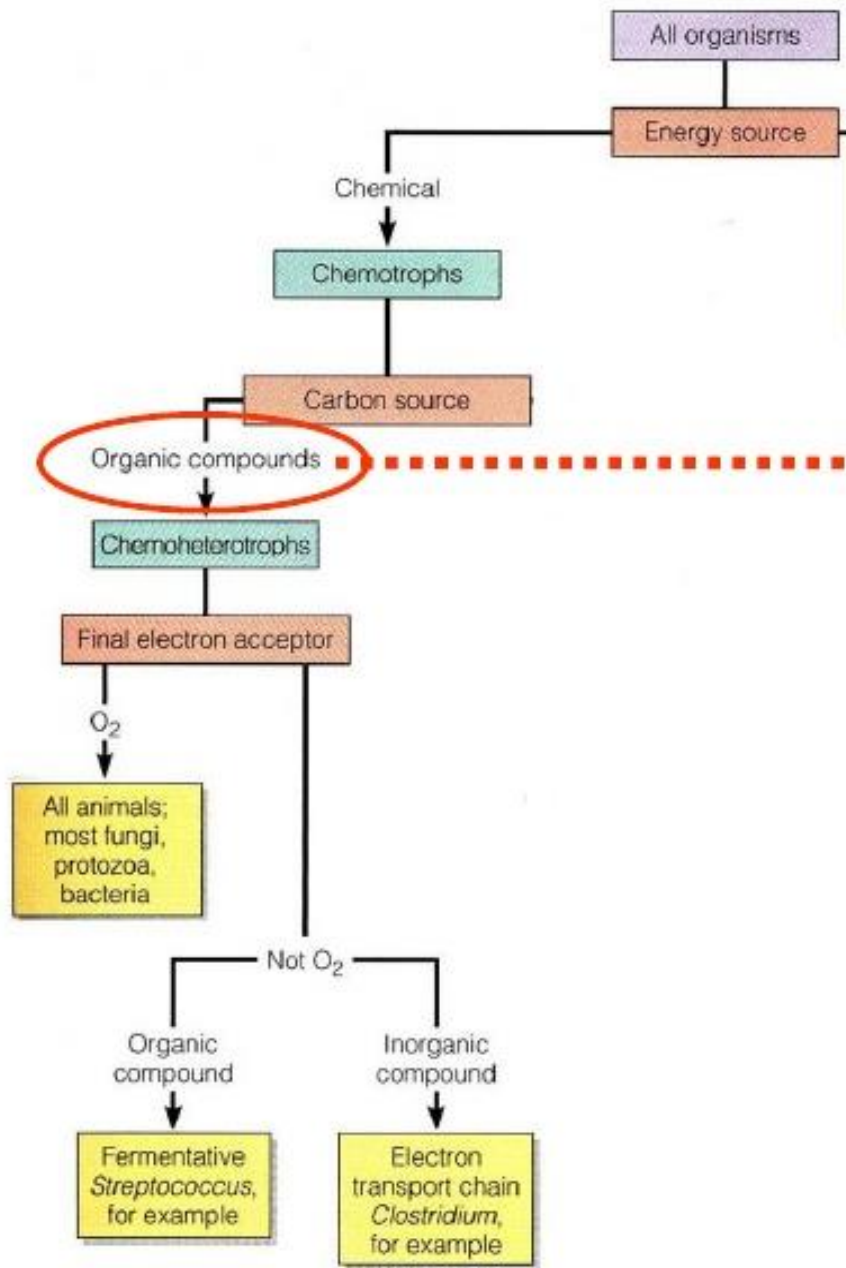 All organisms
Energy source
Chemical
Chemotrophs
Carbon source
Organic compounds
Chemoheterotrophs
Final electron acceptor
O₂
All animals;
most fungi,
protozoa,
bacteria
Not O₂
Organic
compound
Inorganic
compound
Fermentative
Streptococcus,
for example
Electron
transport chain
Clostridium,
for example